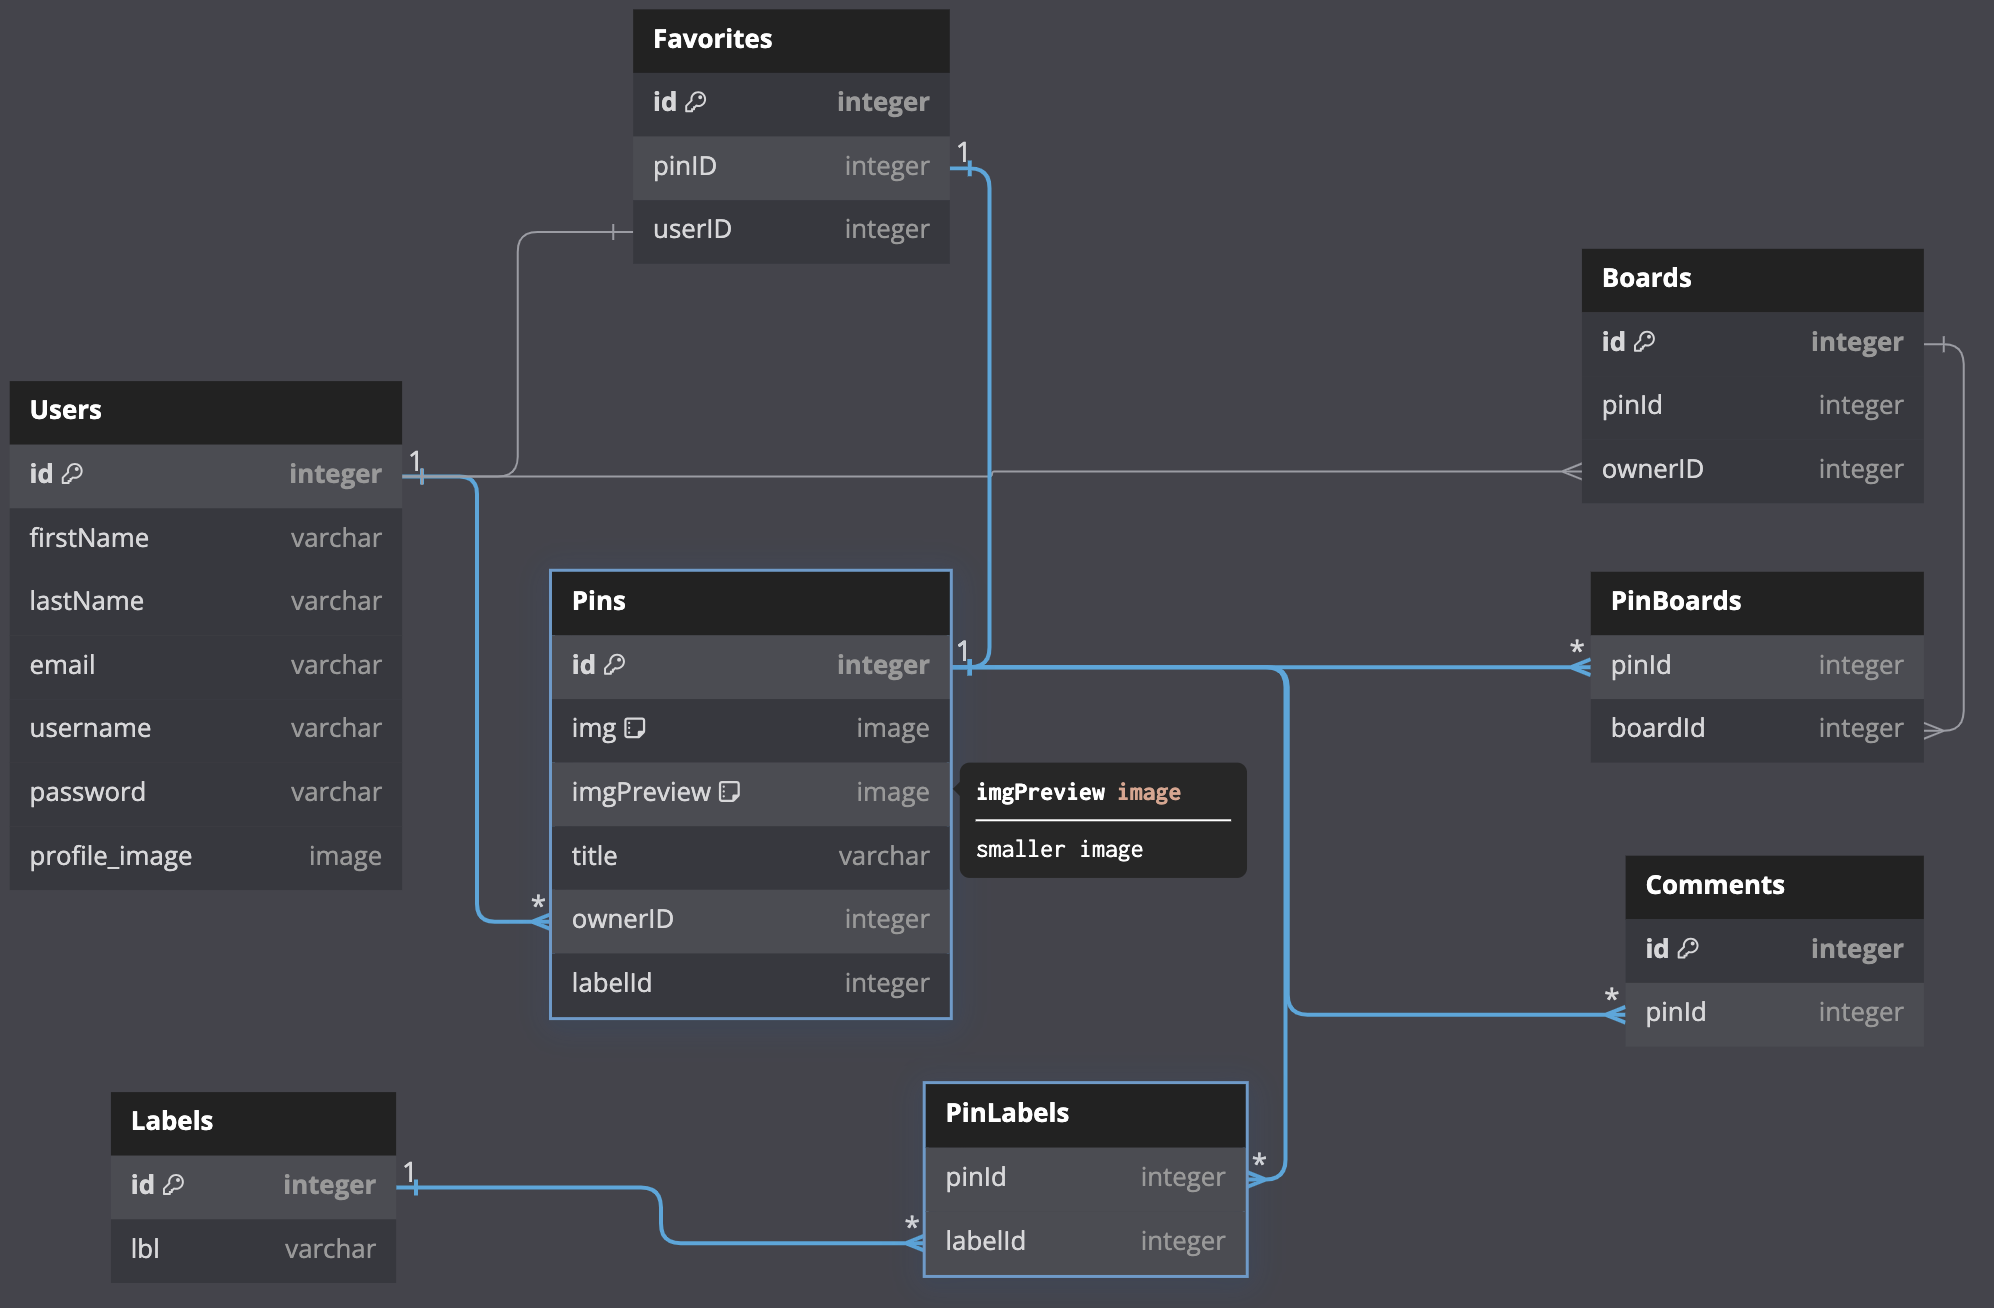 Favorites
id integer
pinID integer
userID integer
1
Boards
id integer
pinId integer
ownerID integer
Users
id integer
firstName varchar
lastName varchar
email varchar
username varchar
password varchar
profile_image image
1
Pins
id integer
img image
imgPreview image
title varchar
ownerID integer
labelId integer
1
*
imgPreview image
smaller image
PinBoards
pinId integer
boardId integer
*
Comments
id integer
pinId integer
*
Labels
id integer
lbl varchar
1
PinLabels
pinId integer
labelId integer
*
*